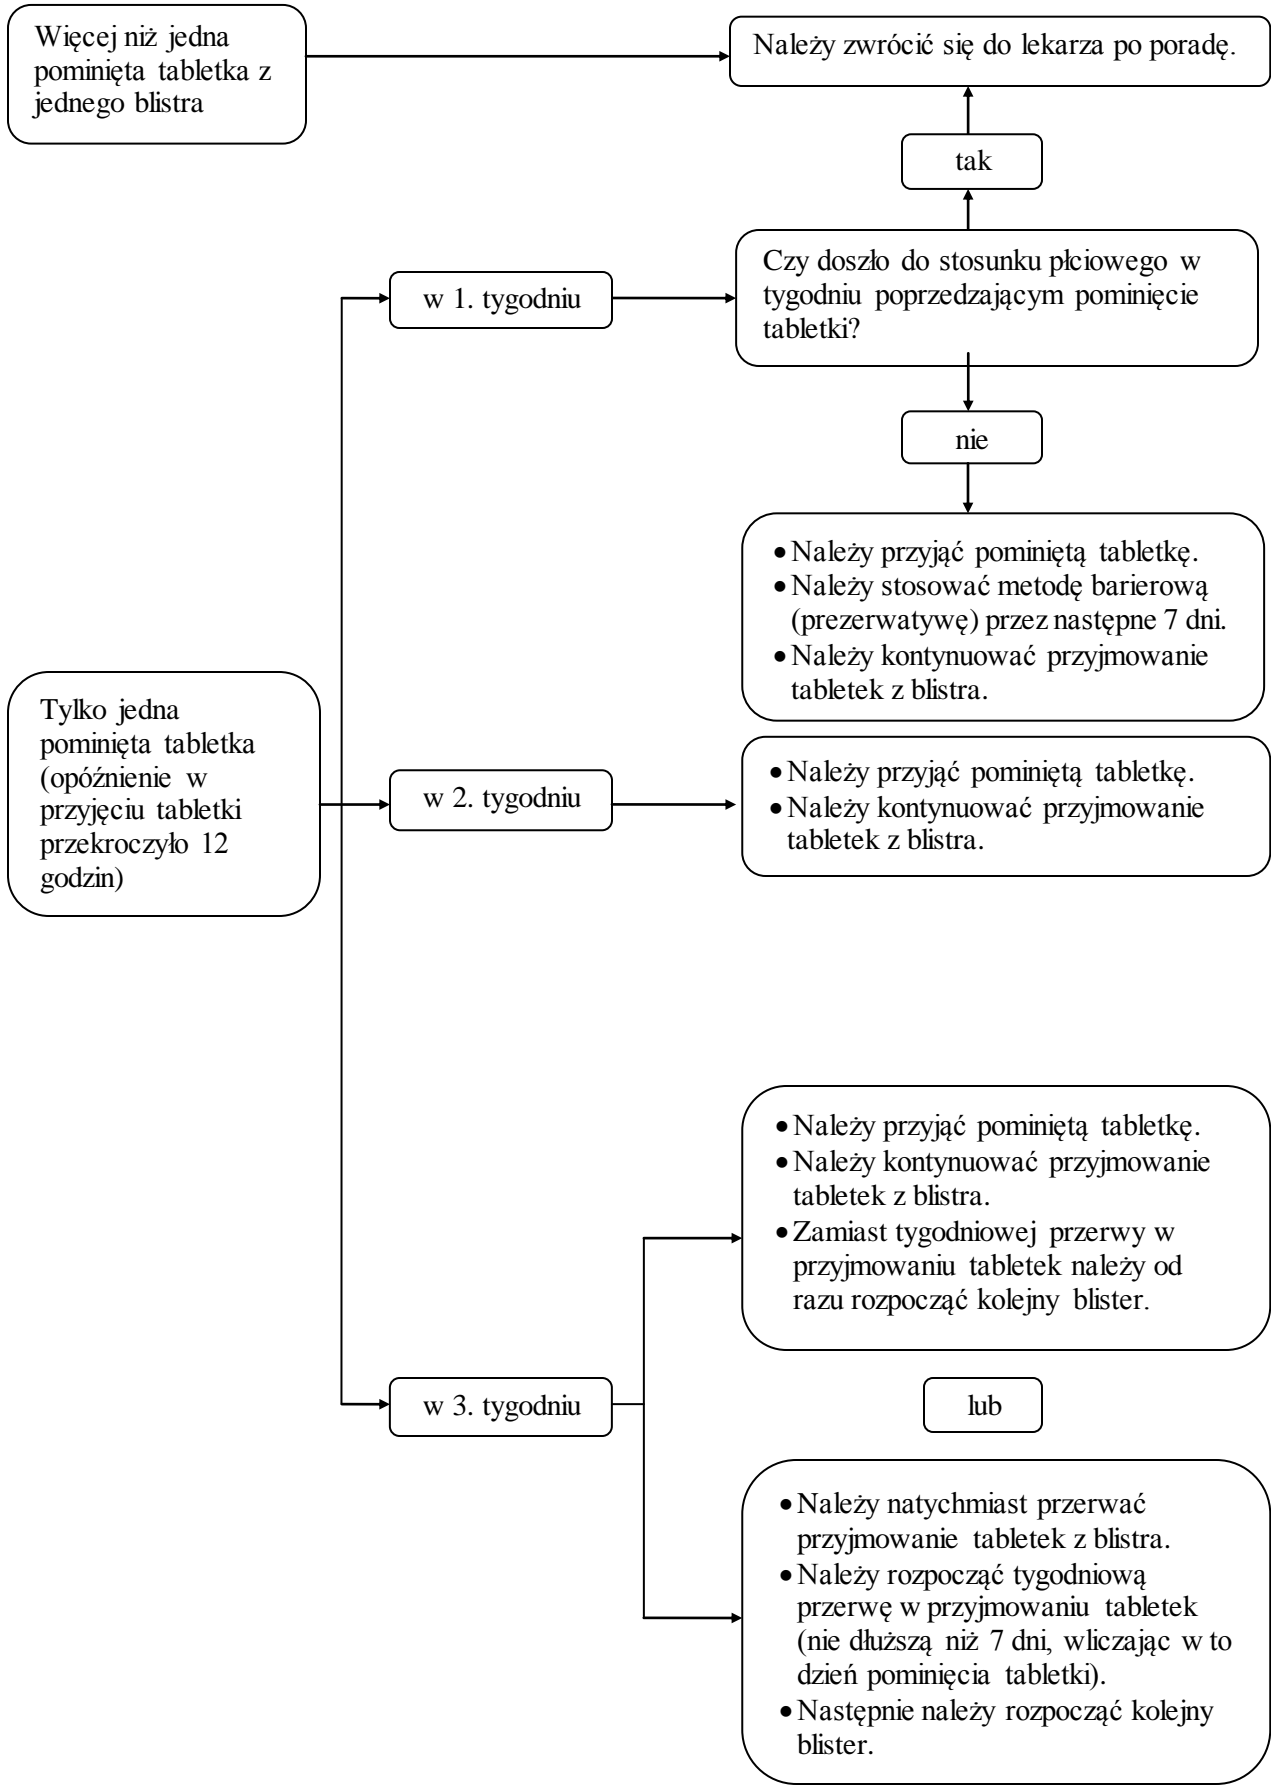 Więcej niż jedna
pominięta tabletka z
jednego blistra
Należy zwrócić się do lekarza po poradę.
tak
Czy doszło do stosunku płciowego w
tygodniu poprzedzającym pominięcie
tabletki?
w 1. tygodniu
nie
• Należy przyjąć pominiętą tabletkę.
• Należy stosować metodę barierową
(prezerwatywę) przez następne 7 dni.
• Należy kontynuować przyjmowanie
tabletek z blistra.
Tylko jedna
pominięta tabletka
(opóźnienie w
przyjęciu tabletki
przekroczyło 12
godzin)
w 2. tygodniu
• Należy przyjąć pominiętą tabletkę.
• Należy kontynuować przyjmowanie
tabletek z blistra.
• Należy przyjąć pominiętą tabletkę.
• Należy kontynuować przyjmowanie
tabletek z blistra.
• Zamiast tygodniowej przerwy w
przyjmowaniu tabletek należy od
razu rozpocząć kolejny blister.
w 3. tygodniu
lub
• Należy natychmiast przerwać
przyjmowanie tabletek z blistra.
• Należy rozpocząć tygodniową
przerwę w przyjmowaniu tabletek
(nie dłuższą niż 7 dni, wliczając w to
dzień pominięcia tabletki).
• Następnie należy rozpocząć kolejny
blister.